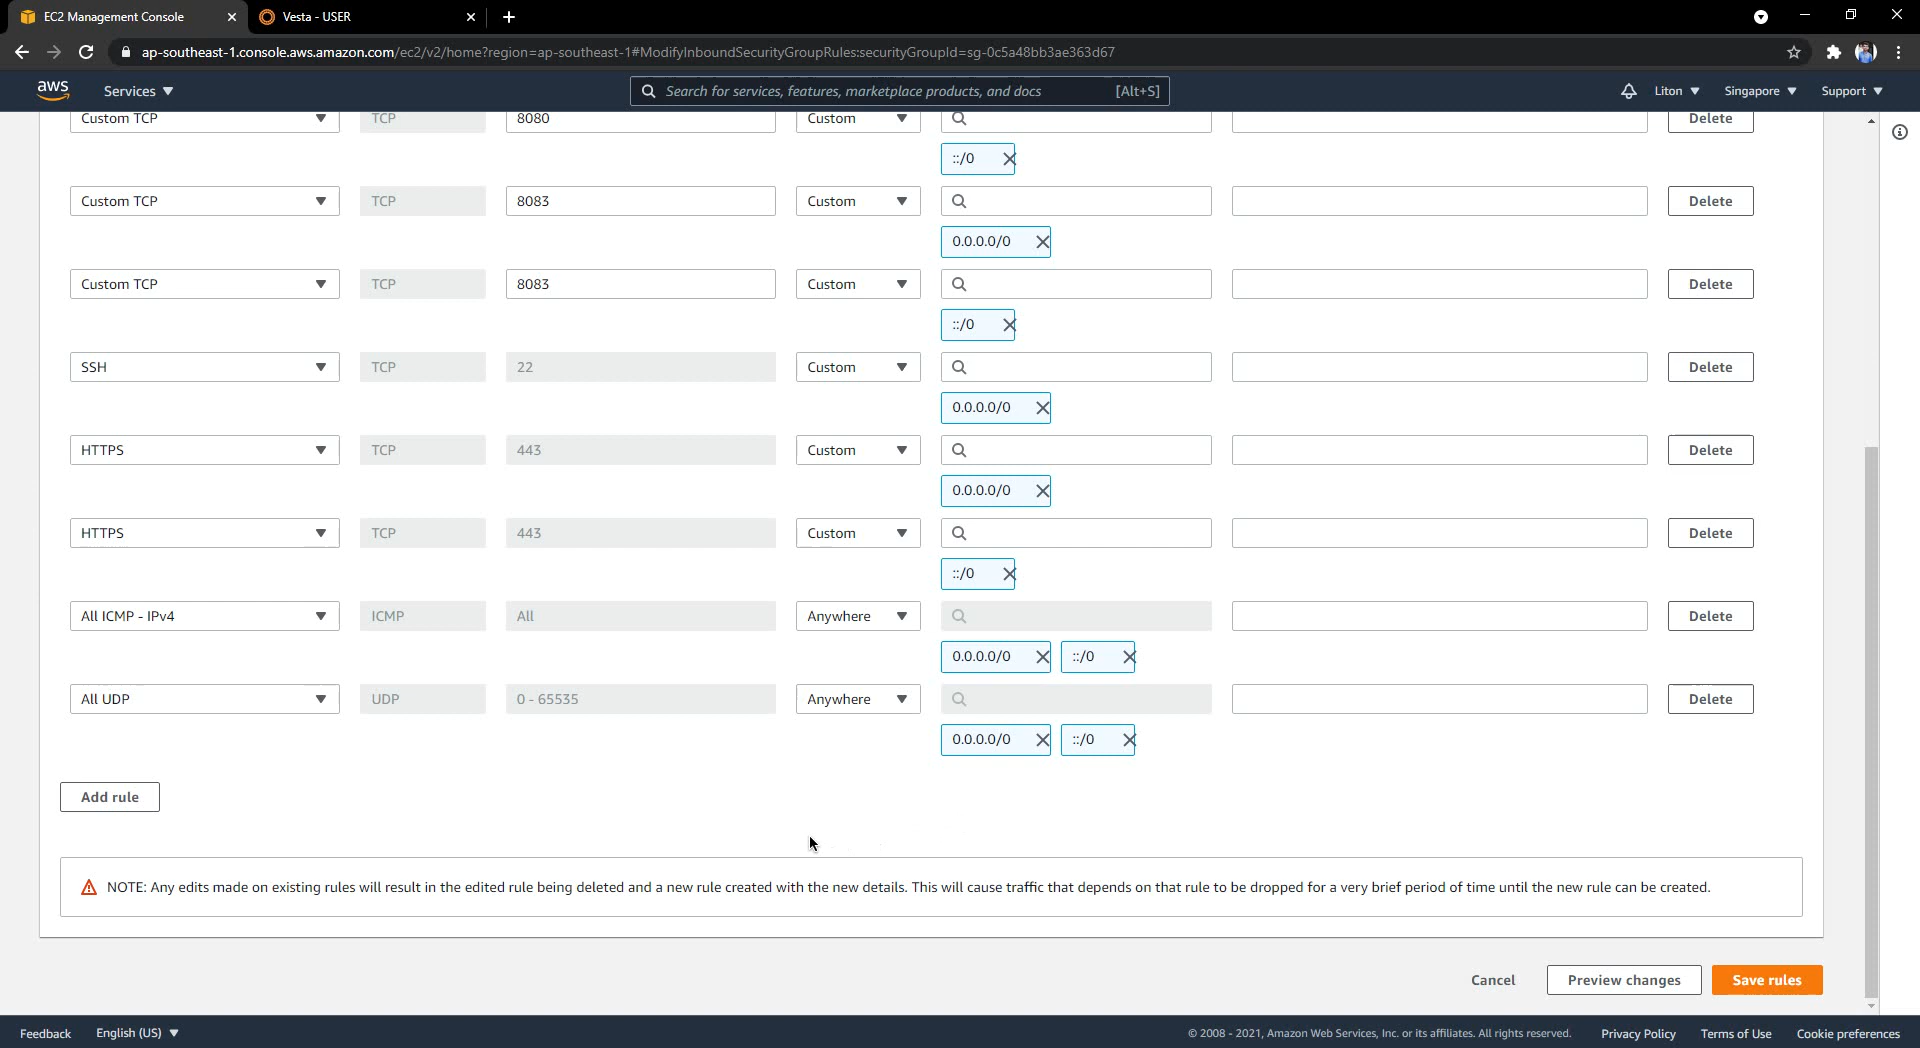 EC2 Management Console
Vesta - USER
ap-southeast-1.console.aws.amazon.com/ec2/v2/home?region=ap-southeast-1#ModifyInboundSecurityGroupRules:securityGroupId=sg-0c5a48bb3ae363d67
aws Services Search for services, features, marketplace products, and docs [Alt+S] Liton Singapore Support
Custom TCP TCP 8080 Custom Delete
::/0
Custom TCP TCP 8083 Custom Delete
0.0.0.0/0
Custom TCP TCP 8083 Custom Delete
::/0
SSH TCP 22 Custom Delete
0.0.0.0/0
HTTPS TCP 443 Custom Delete
0.0.0.0/0
HTTPS TCP 443 Custom Delete
::/0
All ICMP - IPv4 ICMP All Anywhere Delete
0.0.0.0/0 ::/0
All UDP UDP 0 - 65535 Anywhere Delete
0.0.0.0/0 ::/0
Add rule
NOTE: Any edits made on existing rules will result in the edited rule being deleted and a new rule created with the new details. This will cause traffic that depends on that rule to be dropped for a very brief period of time until the new rule can be created.
Cancel Preview changes Save rules
Feedback English (US) © 2008 - 2021, Amazon Web Services, Inc. or its affiliates. All rights reserved. Privacy Policy Terms of Use Cookie preferences